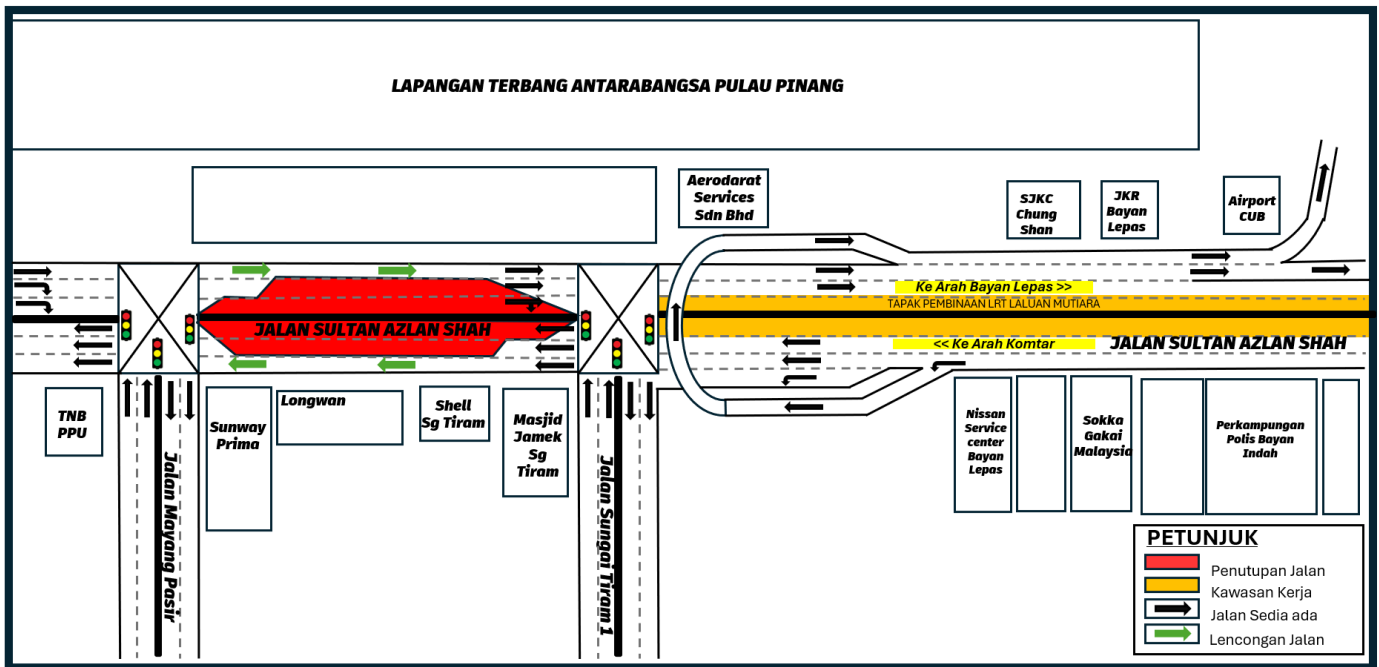 LAPANGAN TERBANG ANTARABANGSA PULAU PINANG
Aerodarat
Services
Sdn Bhd
SJKC
Chung
Shan
JKR
Bayan
Lepas
Airport
CUB
Ke Arah Bayan Lepas >>
TAPAK PEMBINAAN LRT LALUAN MUTIARA
JALAN SULTAN AZLAN SHAH
<< Ke Arah Komtar
JALAN SULTAN AZLAN SHAH
TNB
PPU
Sunway
Prima
Longwan
Shell
Sg Tiram
Masjid
Jamek
Sg
Tiram
Nissan
Service
center
Bayan
Lepas
Sokka
Gakai
Malaysia
Perkampungan
Polis Bayan
Indah
Jalan Mayang Pasir
Jalan Sungai Tiram 1
PETUNJUK
Penutupan Jalan
Kawasan Kerja
Jalan Sedia ada
Lencongan Jalan